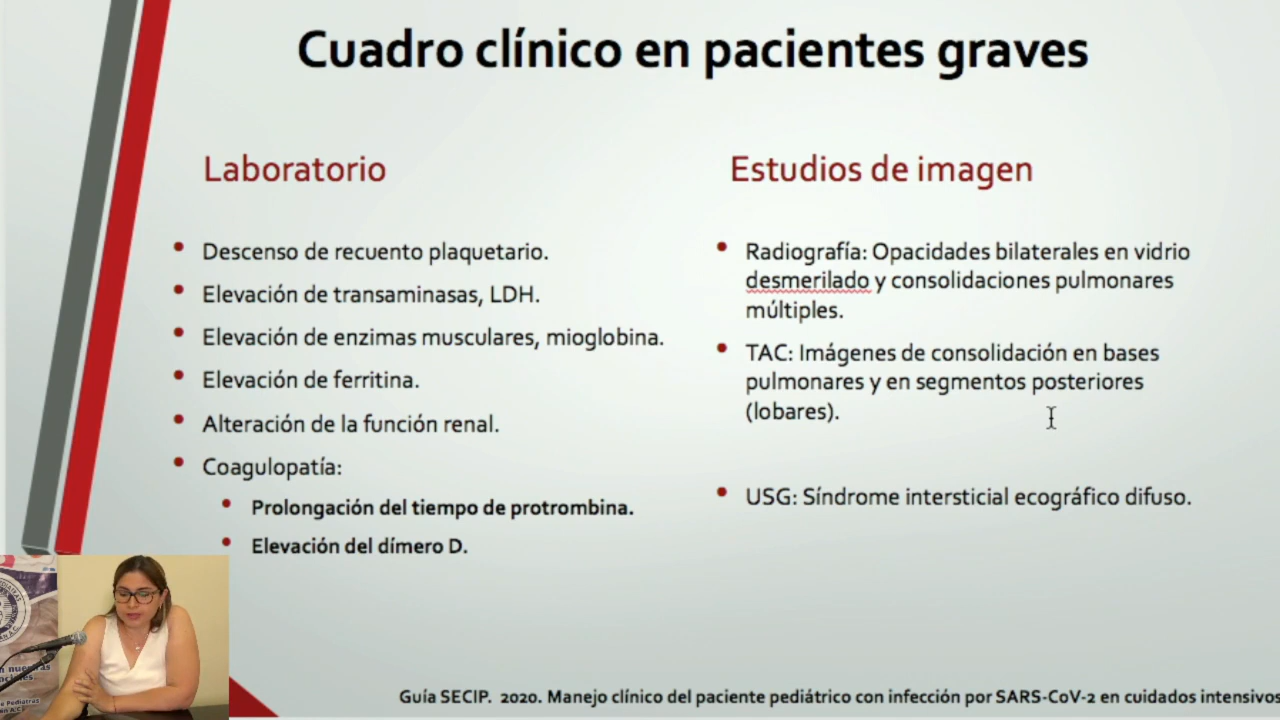 Cuadro clínico en pacientes graves
Laboratorio
Descenso de recuento plaquetario.
Elevación de transaminasas, LDH.
Elevación de enzimas musculares, mioglobina.
Elevación de ferritina.
Alteración de la función renal.
Coagulopatía:
Prolongación del tiempo de protrombina.
Elevación del dímero D.
Estudios de imagen
Radiografía: Opacidades bilaterales en vidrio
desmerilado y consolidaciones pulmonares
múltiples.
TAC: Imágenes de consolidación en bases
pulmonares y en segmentos posteriores
(lobares).
USG: Síndrome intersticial ecográfico difuso.
Guía SECIP. 2020. Manejo clínico del paciente pediátrico con infección por SARS-CoV-2 en cuidados intensivos